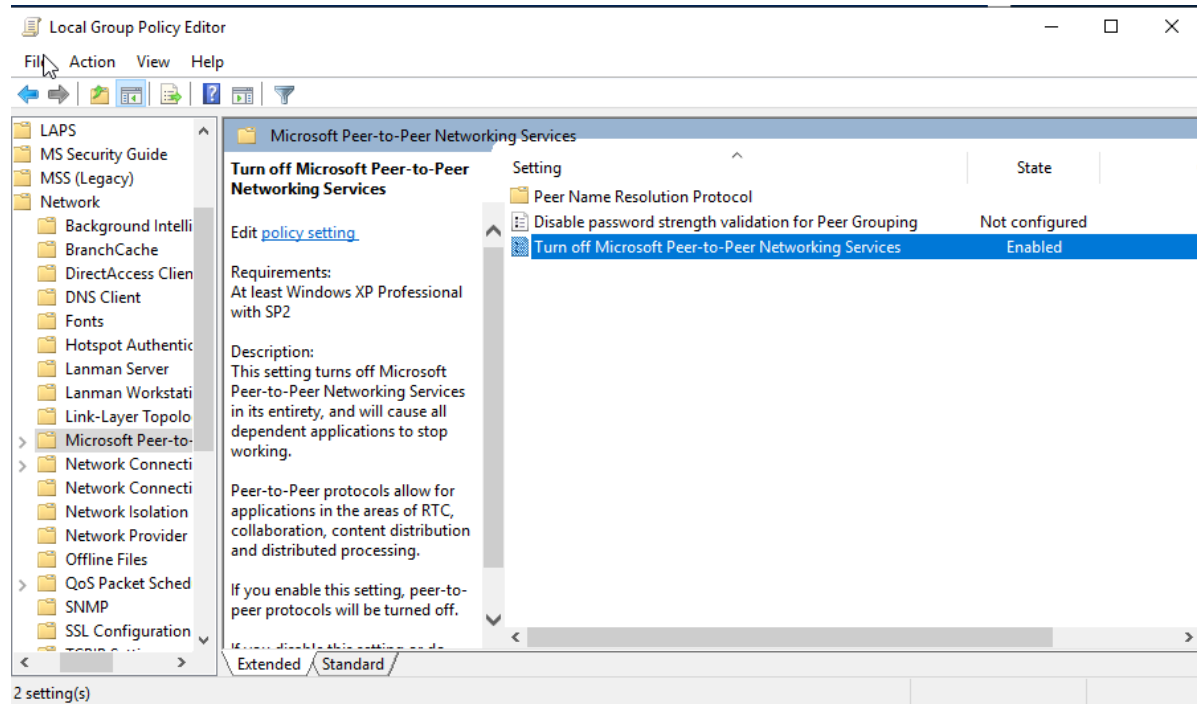 Local Group Policy Editor
File Action View Help
LAPS
MS Security Guide
MSS (Legacy)
Network
Background Intelli
BranchCache
DirectAccess Clien
DNS Client
Fonts
Hotspot Authentic
Lanman Server
Lanman Workstati
Link-Layer Topolo
Microsoft Peer-to-
Network Connecti
Network Connecti
Network Isolation
Network Provider
Offline Files
QoS Packet Sched
SNMP
SSL Configuration
Microsoft Peer-to-Peer Networking Services
Turn off Microsoft Peer-to-Peer
Networking Services
Edit policy setting
Requirements:
At least Windows XP Professional
with SP2
Description:
This setting turns off Microsoft
Peer-to-Peer Networking Services
in its entirety, and will cause all
dependent applications to stop
working.
Peer-to-Peer protocols allow for
applications in the areas of RTC,
collaboration, content distribution
and distributed processing.
If you enable this setting, peer-to-
peer protocols will be turned off.
If you disable this setting or do
Setting State
Peer Name Resolution Protocol
Disable password strength validation for Peer Grouping Not configured
Turn off Microsoft Peer-to-Peer Networking Services Enabled
Extended Standard
2 setting(s)